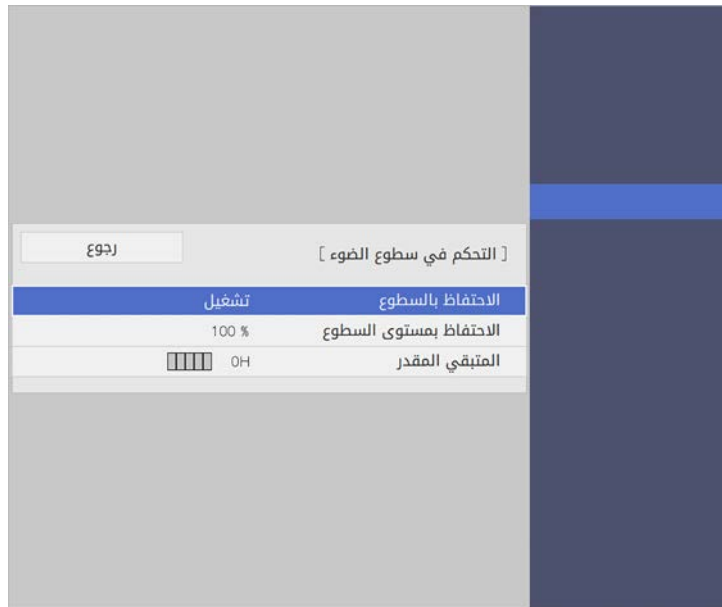 [ التحكم في سطوع الضوء ]
رجوع
الاحتفاظ بالسطوع تشغيل
الاحتفاظ بمستوى السطوع 100 %
المتبقي المقدر 0H